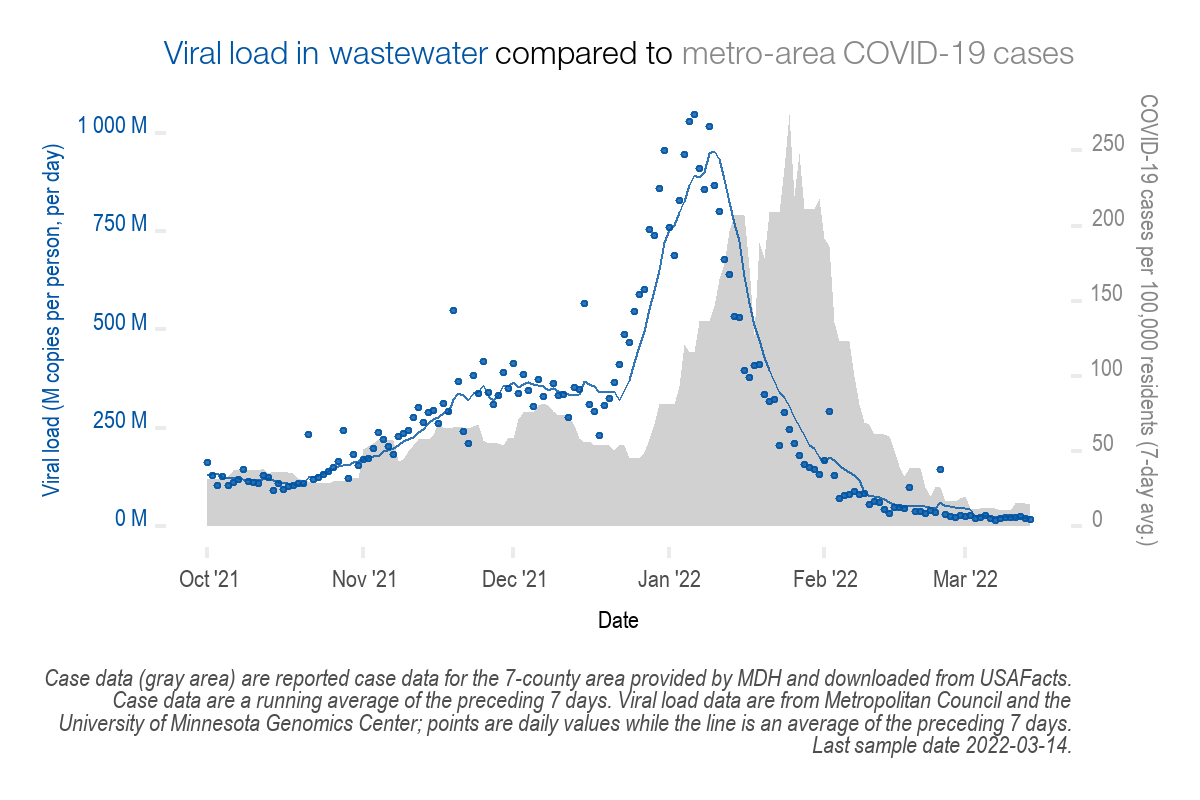 Viral load in wastewater compared to metro-area COVID-19 cases
Viral load (M copies per person, per day)
1 000 M
750 M
500 M
250 M
0 M
COVID-19 cases per 100,000 residents (7-day avg.)
250
200
150
100
50
0
Oct '21 Nov '21 Dec '21 Jan '22 Feb '22 Mar '22
Date
Case data (gray area) are reported case data for the 7-county area provided by MDH and downloaded from USAFacts.
Case data are a running average of the preceding 7 days. Viral load data are from Metropolitan Council and the
University of Minnesota Genomics Center; points are daily values while the line is an average of the preceding 7 days.
Last sample date 2022-03-14.